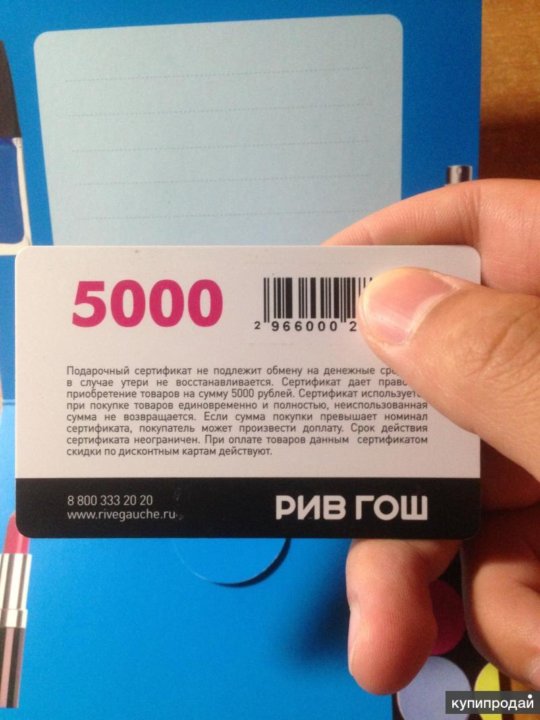 5000
2 966000 2
Подарочный сертификат не подлежит обмену на денежные
в случае утери не восстанавливается. Сертификат дает
приобретение товаров на сумму 5000 рублей. Сертификат
при покупке товаров единовременно и полностью, неиспользованная
сумма не возвращается. Если сумма покупки превышает номинал
сертификата, покупатель может произвести доплату. Срок действия
сертификата неограничен. При оплате товаров данным сертификатом
скидки по дисконтным картам действуют.
8 800 333 20 20
www.rivegauche.ru
РИВ ГОШ
купипродай